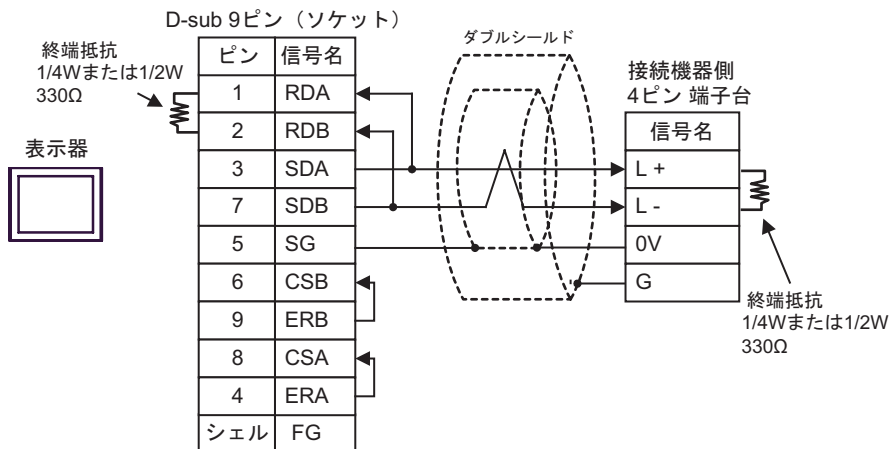 D-sub 9ピン（ソケット）
ダブルシールド
終端抵抗
1/4Wまたは1/2W
330Ω
表示器
ピン 信号名
1 RDA
2 RDB
3 SDA
7 SDB
5 SG
6 CSB
9 ERB
8 CSA
4 ERA
シェル FG
接続機器側
4ピン 端子台
信号名
L +
L -
0V
G
終端抵抗
1/4Wまたは1/2W
330Ω